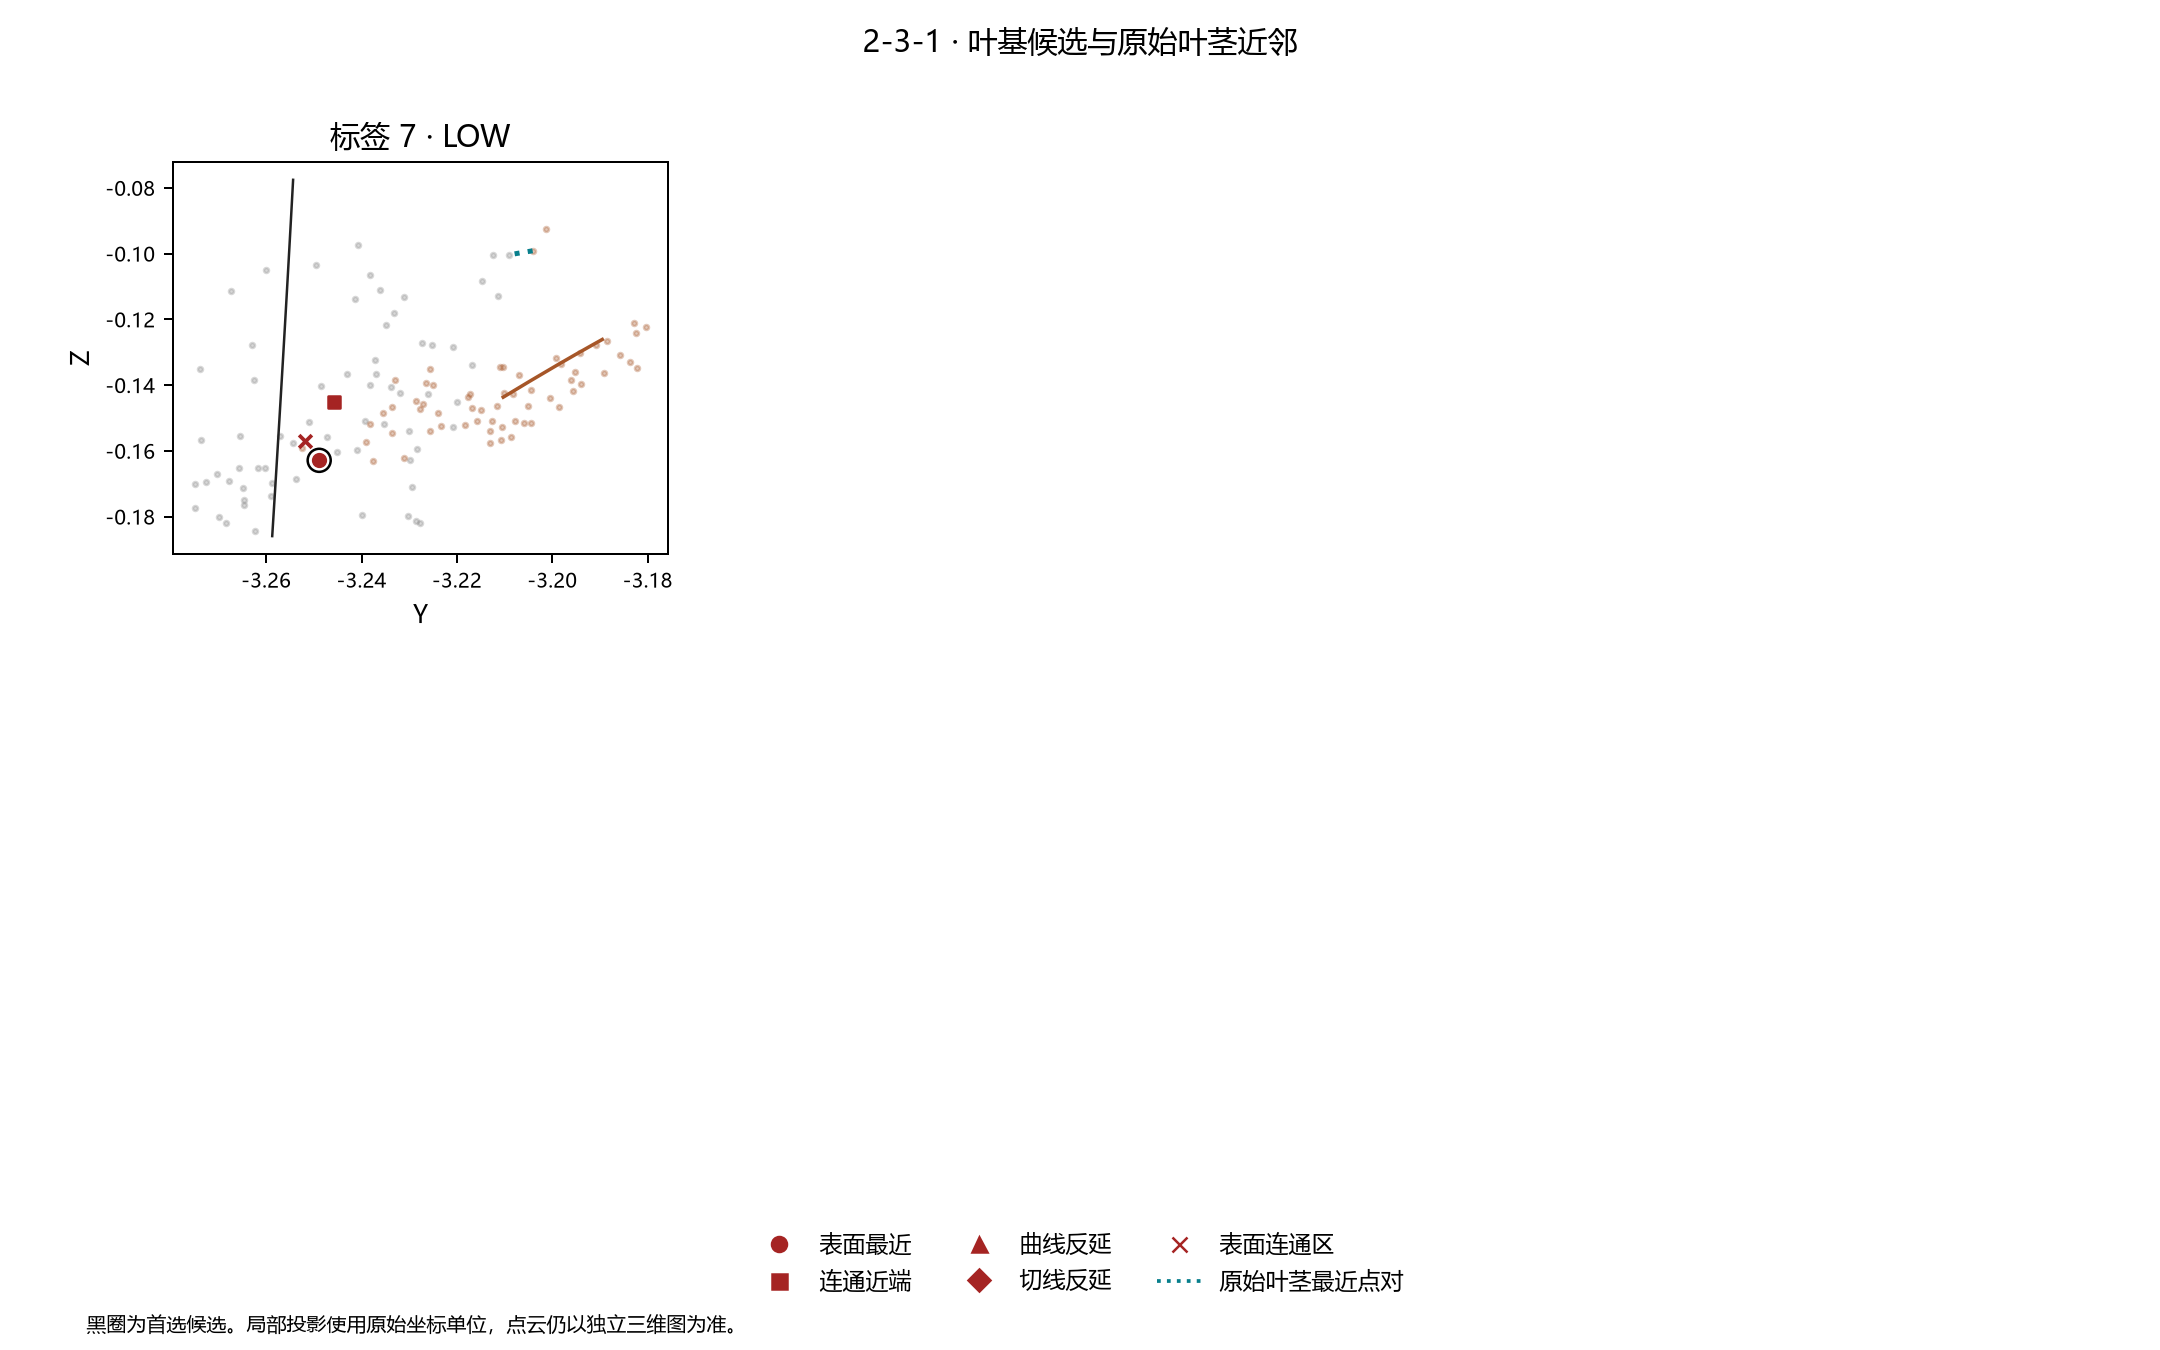 2-3-1 · 叶基候选与原始叶茎近邻
标签 7 · LOW
-0.08
-0.10
-0.12
-0.14
-0.16
-0.18
Z
-3.26 -3.24 -3.22 -3.20 -3.18
Y
表面最近 曲线反延 表面连通区
连通近端 切线反延 原始叶茎最近点对
黑圈为首选候选。局部投影使用原始坐标单位，点云仍以独立三维图为准。